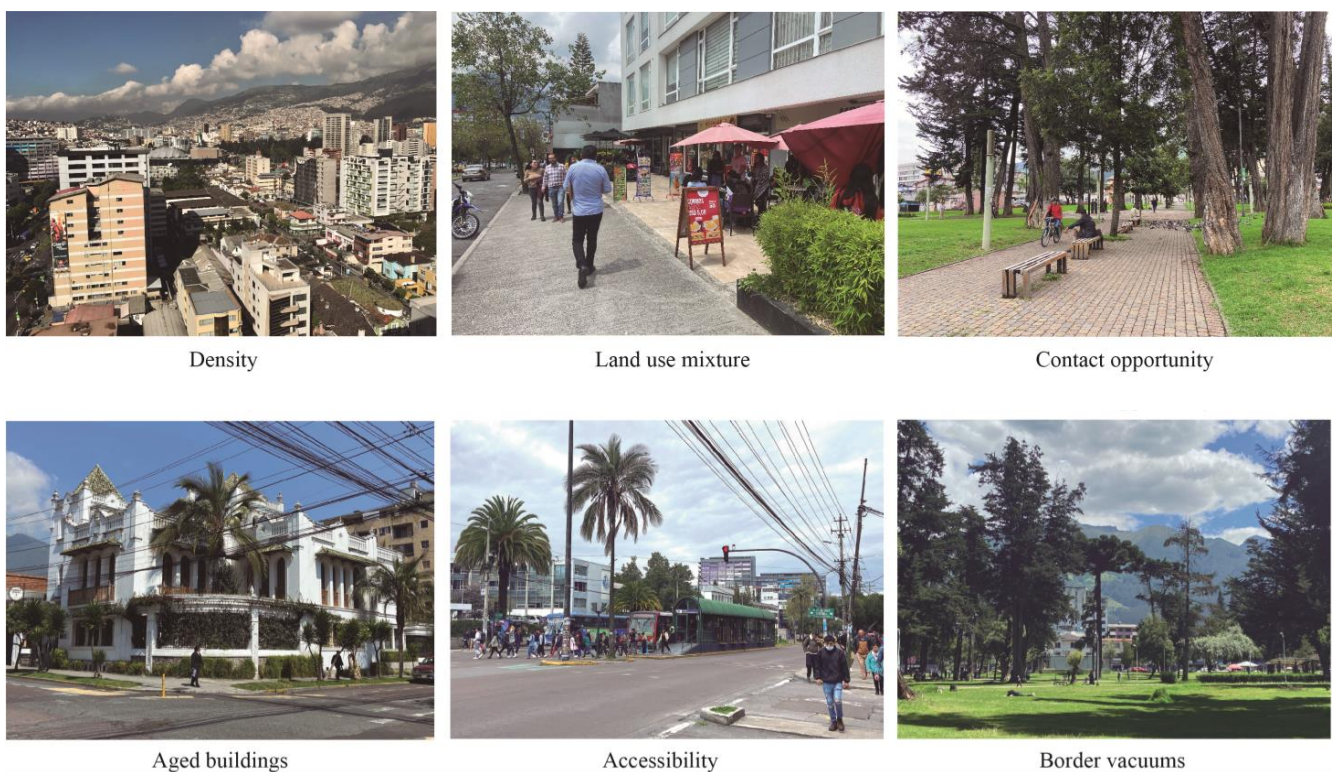 Density
Land use mixture
Contact opportunity
Aged buildings
Accessibility
Border vacuums